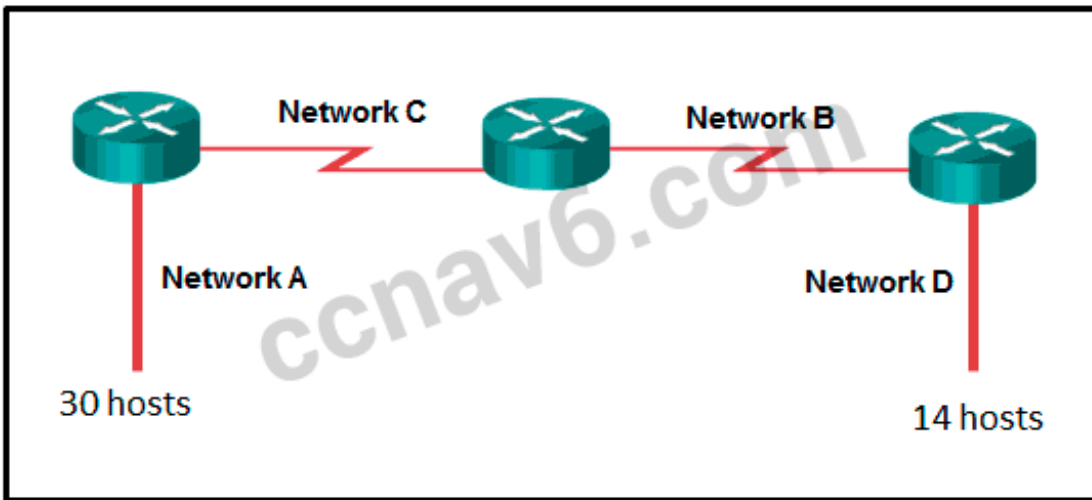 Network C
Network B
Network A
Network D
30 hosts
14 hosts
ccnav6.com